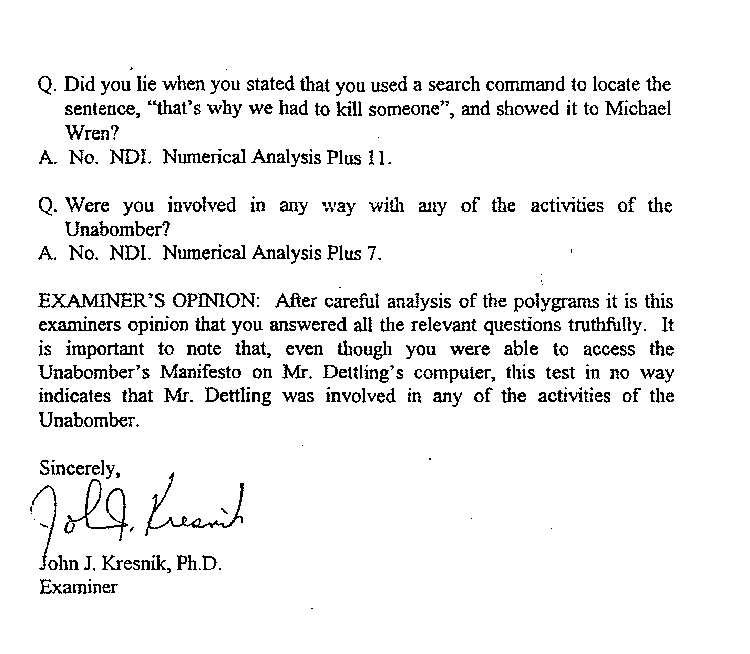 Q. Did you lie when you stated that you used a search command to locate the
sentence, “that's why we had to kill someone”, and showed it to Michael
Wren?
A. No. NDI. Numerical Analysis Plus 11.
Q. Were you involved in any way with any of the activities of the
Unabomber?
A. No. NDI. Numerical Analysis Plus 7.
EXAMINER'S OPINION: After careful analysis of the polygrams it is this
examiners opinion that you answered all the relevant questions truthfully. It
is important to note that, even though you were able to access the
Unabomber's Manifesto on Mr. Dettling's computer, this test in no way
indicates that Mr. Dettling was involved in any of the activities of the
Unabomber.
Sincerely,
John J. Kresnik
John J. Kresnik, Ph.D.
Examiner